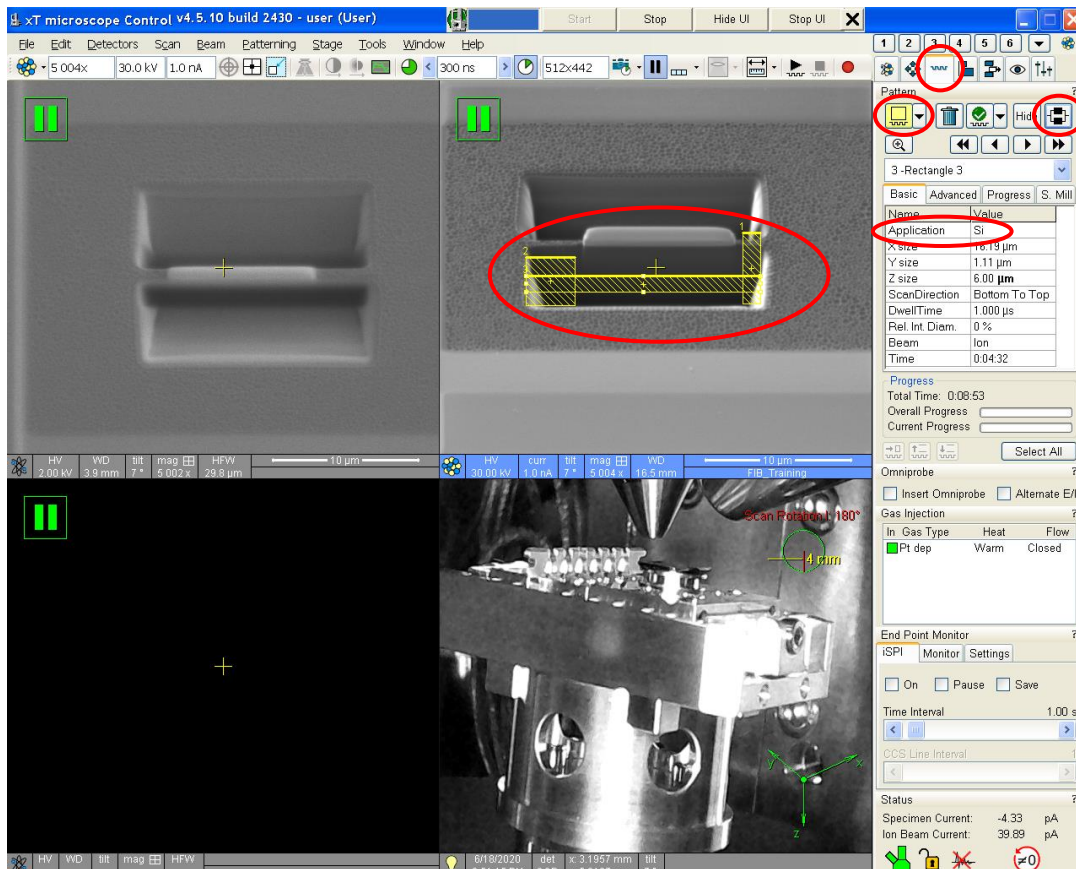 xT microscope Control v4.5.10 build 2430 - user (User)
Start Stop Hide UI Stop UI X
File Edit Detectors Scan Beam Patterning Stage Tools Window Help
5 004x 30.0 kV 1.0 nA 300 ns 512x442
1 2 3 4 5 6
Pattern ?
Hide
3 -Rectangle 3
Basic Advanced Progress S. Mill
Name Value
Application Si
X size 16.19 µm
Y size 1.11 µm
Z size 6.00 µm
ScanDirection Bottom To Top
DwellTime 1.000 µs
Rel. Int. Diam. 0 %
Beam Ion
Time 0:04:32
Progress
Total Time: 0:08:53
Overall Progress
Current Progress
Select All
1
2
HV WD tilt mag HFW 10 µm
2.00 kV 3.9 mm 7 ° 5 002 x 29.8 µm
HV curr tilt mag WD 10 µm
30.00 kV 1.0 nA 7 ° 5 004 x 16.5 mm FIB_Training
Omniprobe
Insert Omniprobe Alternate E/I
Gas Injection ?
In Gas Type Heat Flow
Pt dep Warm Closed
Scan Rotation I: 180°
4 mm
End Point Monitor ?
iSPI Monitor Settings
On Pause Save
Time Interval 1.00 s
CCS Line Interval 1
y x
z
Status ?
Specimen Current: -4.33 pA
Ion Beam Current: 39.89 pA
≠0
HV WD tilt mag HFW
6/18/2020 det x: 3.1957 mm tilt